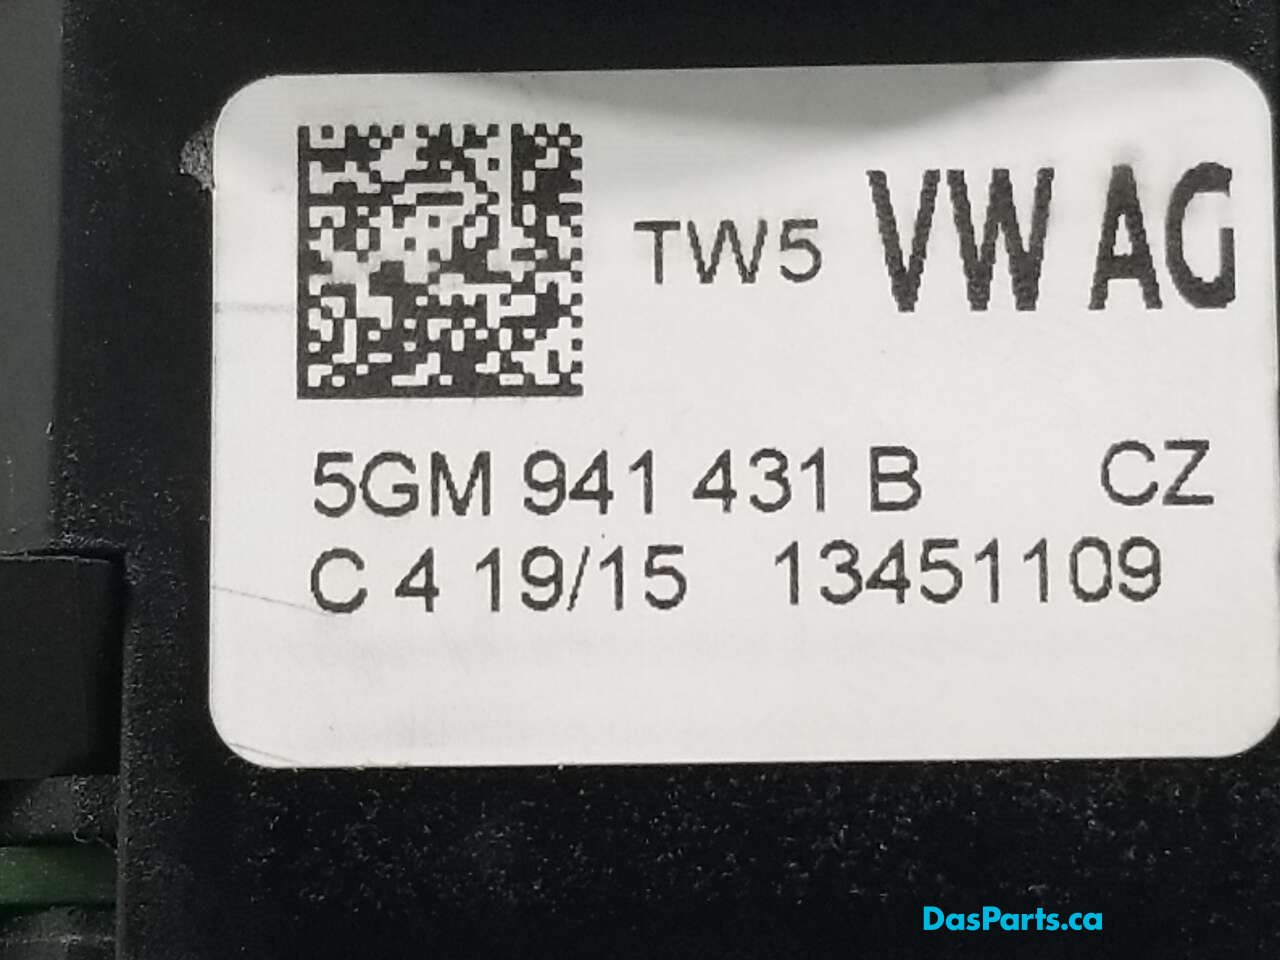 TW5 VW AG
5GM 941 431 B CZ
C 4 19/15 13451109
DasParts.ca